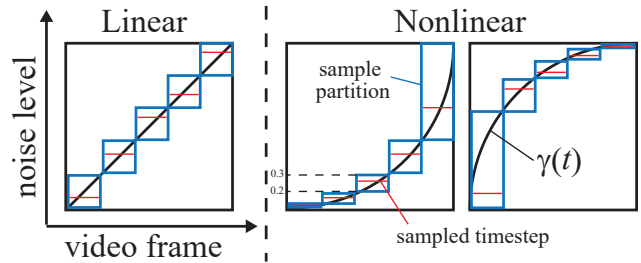 Linear
Nonlinear
noise level
sample
partition
0.3
0.2
γ(t)
sampled timestep
video frame